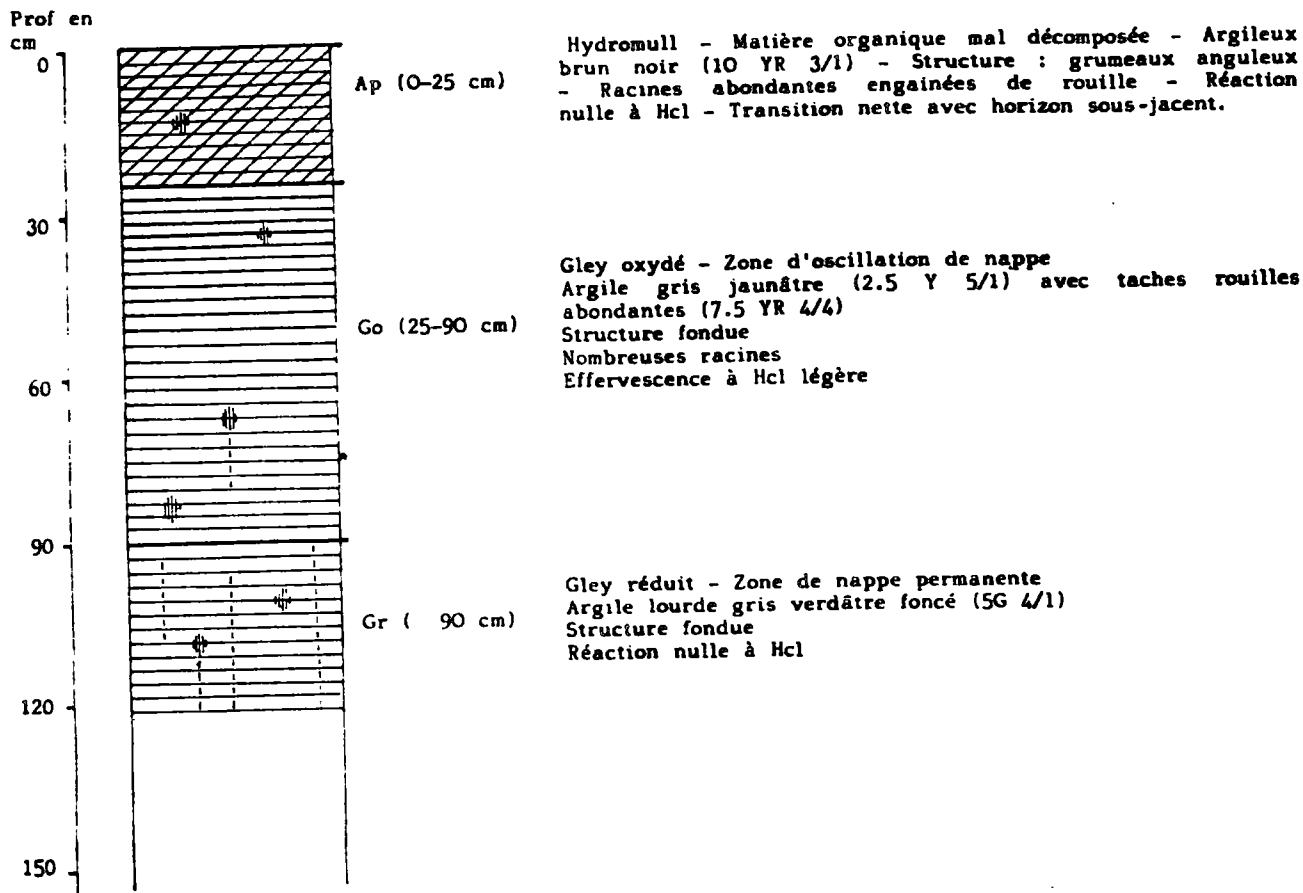 Prof en
cm
0
30
60
90
120
150
Ap (0-25 cm)
Hydromull - Matière organique mal décomposée - Argileux
brun noir (10 YR 3/1) - Structure : grumeaux anguleux
- Racines abondantes engainées de rouille - Réaction
nulle à Hcl - Transition nette avec horizon sous-jacent.
Go (25-90 cm)
Gley oxydé - Zone d'oscillation de nappe
Argile gris jaunâtre (2.5 Y 5/1) avec taches rouilles
abondantes (7.5 YR 4/4)
Structure fondue
Nombreuses racines
Effervescence à Hcl légère
Gr ( 90 cm)
Gley réduit - Zone de nappe permanente
Argile lourde gris verdâtre foncé (5G 4/1)
Structure fondue
Réaction nulle à Hcl